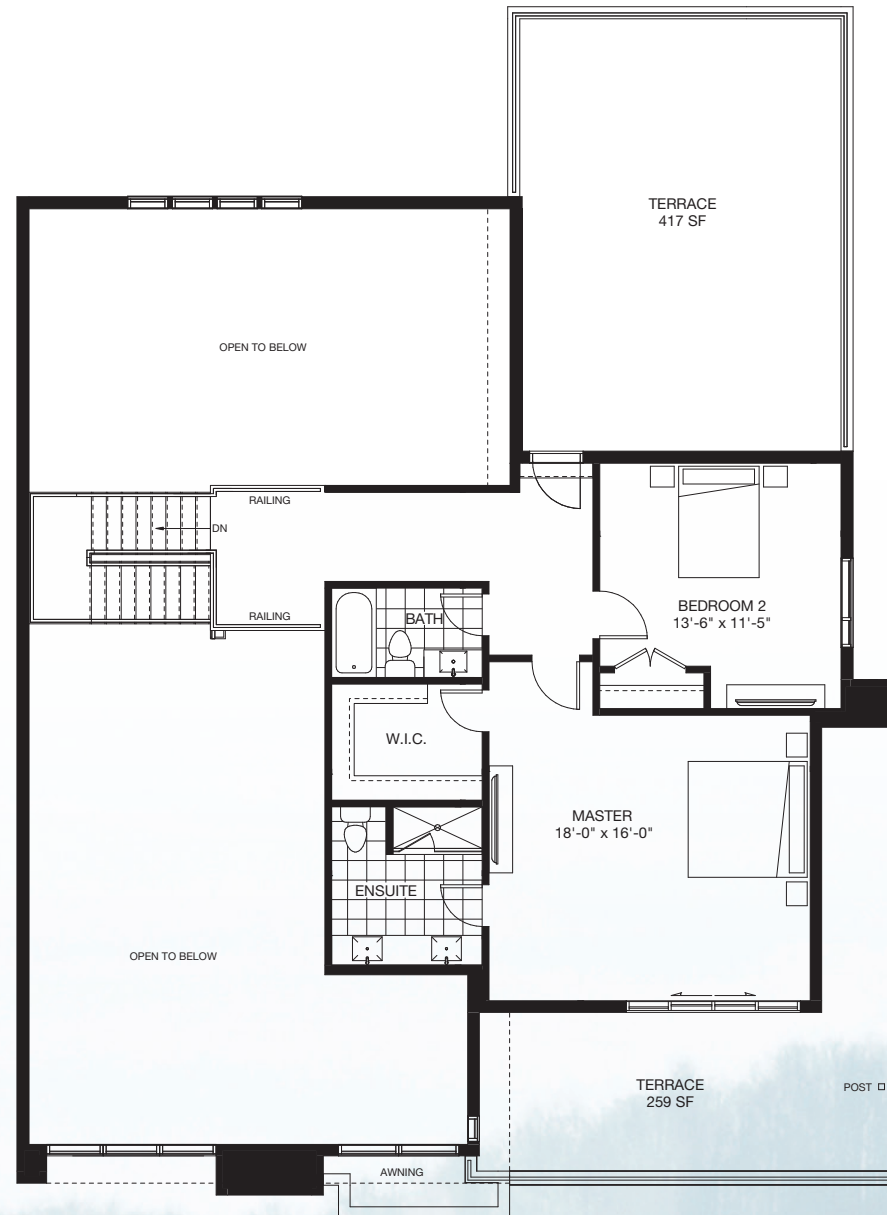 TERRACE
417 SF
OPEN TO BELOW
RAILING
DN
RAILING
BATH
BEDROOM 2
13'-6" x 11'-5"
W.I.C.
MASTER
18'-0" x 16'-0"
ENSUITE
OPEN TO BELOW
TERRACE
259 SF
POST
AWNING